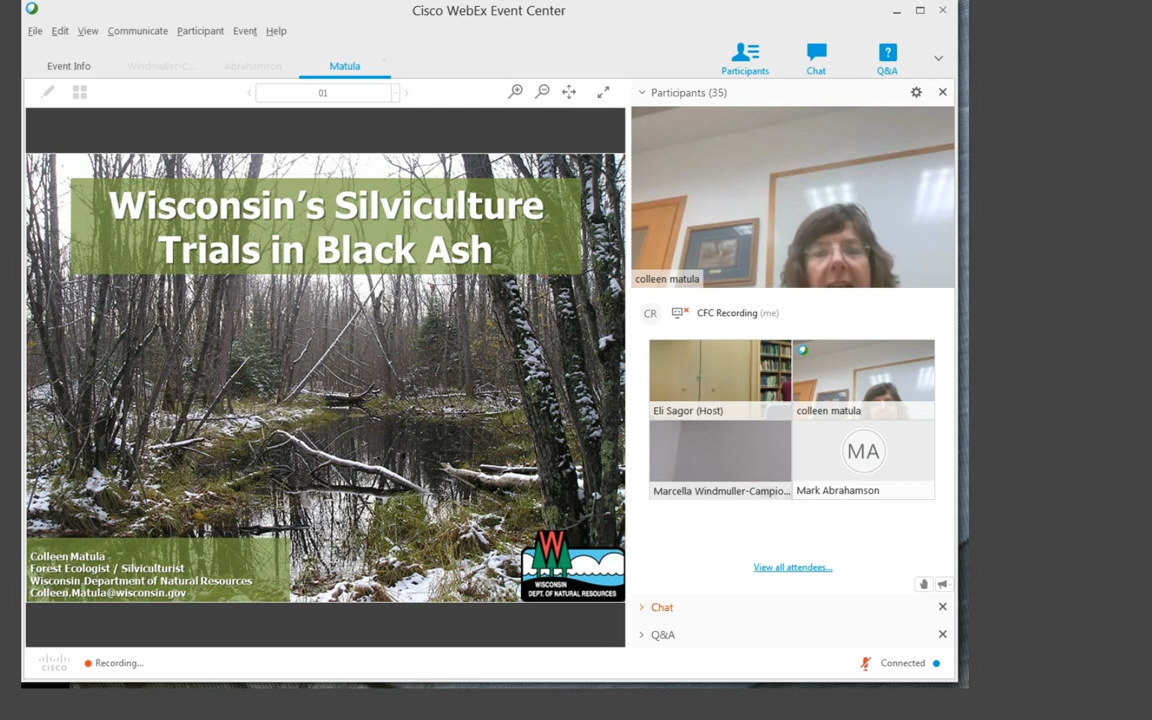 Cisco WebEx Event Center
File Edit View Communicate Participant Event Help
Event Info Windmuller-C... Abrahamson Matula
Participants Chat Q&A
01
Participants (35)
Wisconsin's Silviculture
Trials in Black Ash
colleen matula
CR CFC Recording (me)
Eli Sagor (Host) colleen matula
MA
Marcella Windmuller-Campio... Mark Abrahamson
Colleen Matula
Forest Ecologist / Silviculturist
Wisconsin Department of Natural Resources
Colleen.Matula@wisconsin.gov
W
WISCONSIN
DEPT. OF NATURAL RESOURCES
View all attendees...
Chat
Q&A
CISCO Recording... Connected